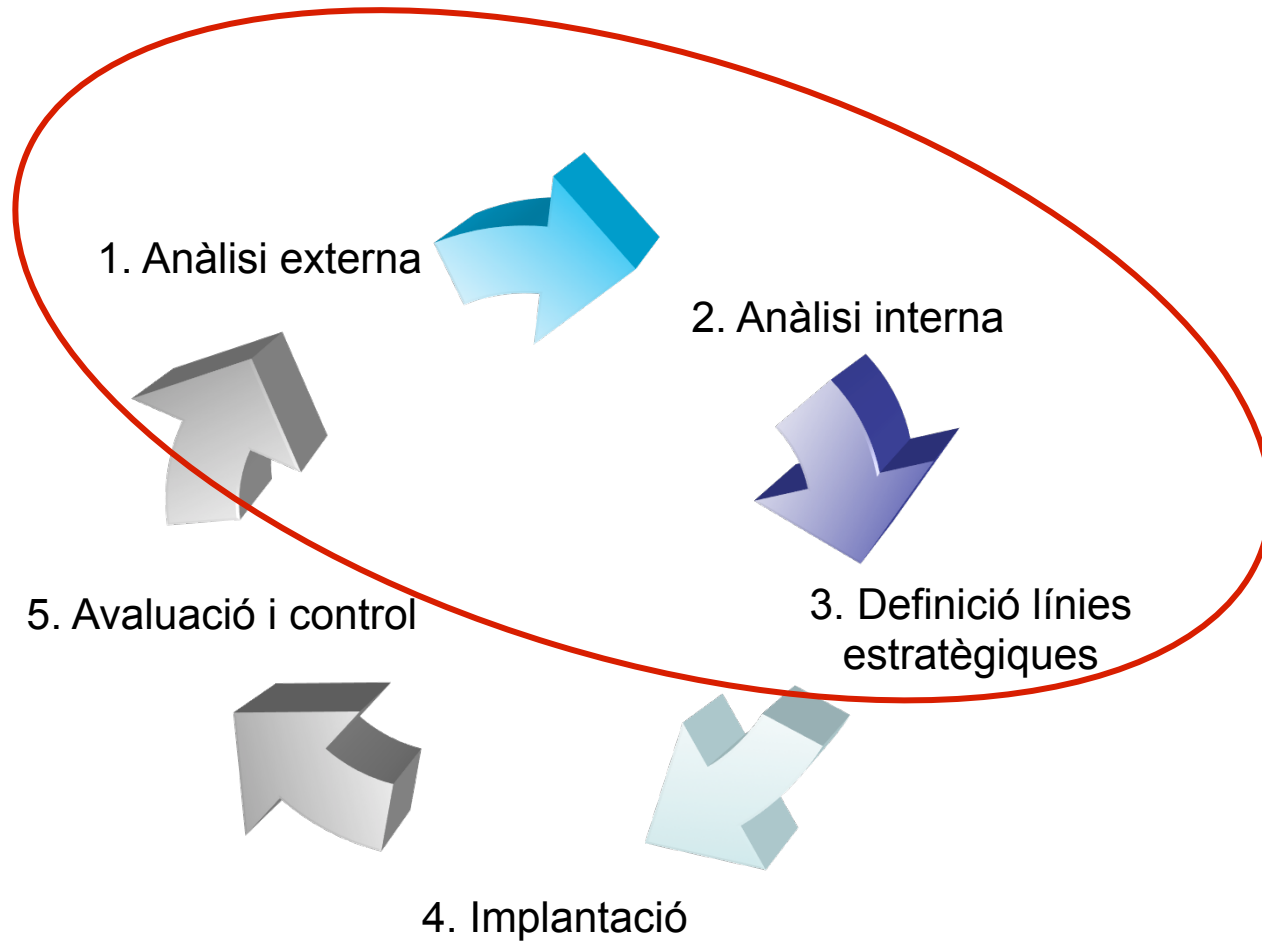 1. Anàlisi externa
2. Anàlisi interna
3. Definició línies
estratègiques
4. Implantació
5. Avaluació i control